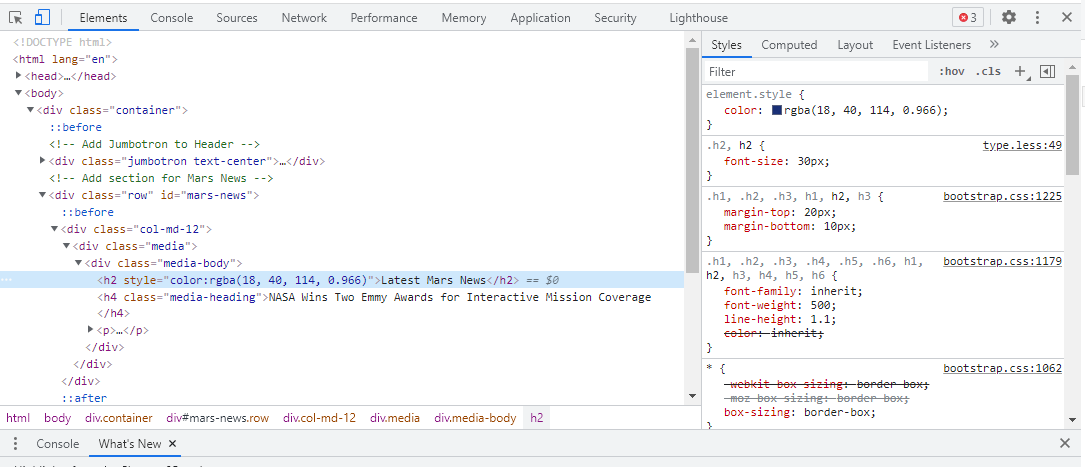 Elements Console Sources Network Performance Memory Application Security Lighthouse 3
<!DOCTYPE html>
<html lang="en">
<head>…</head>
<body>
<div class="container">
::before
<!-- Add Jumbotron to Header -->
<div class="jumbotron text-center">…</div>
<!-- Add section for Mars News -->
<div class="row" id="mars-news">
::before
<div class="col-md-12">
<div class="media">
<div class="media-body">
<h2 style="color:rgba(18, 40, 114, 0.966)">Latest Mars News</h2> == $0
<h4 class="media-heading">NASA Wins Two Emmy Awards for Interactive Mission Coverage
</h4>
<p>…</p>
</div>
</div>
</div>
::after
html body div.container div#mars-news.row div.col-md-12 div.media div.media-body h2
Styles Computed Layout Event Listeners »
Filter :hov .cls +
element.style {
color: rgba(18, 40, 114, 0.966);
}
.h2, h2 { type.less:49
font-size: 30px;
}
.h1, .h2, .h3, h1, h2, h3 { bootstrap.css:1225
margin-top: 20px;
margin-bottom: 10px;
}
.h1, .h2, .h3, .h4, .h5, .h6, h1, bootstrap.css:1179
h2, h3, h4, h5, h6 {
font-family: inherit;
font-weight: 500;
line-height: 1.1;
color: inherit;
}
* { bootstrap.css:1062
-webkit-box-sizing: border-box;
-moz-box-sizing: border-box;
box-sizing: border-box;
}
Console What's New